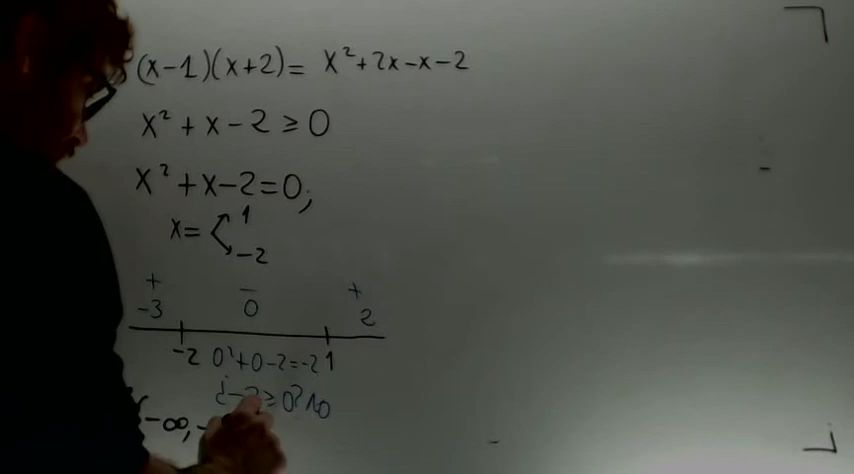 (x-1)(x+2)= x²+2x-x-2
x²+x-2≥0
x²+x-2=0;
x= 1
-2
+ - +
-3 0 2
-2 0²+0-2=-2 1
¿-2≥0? NO
(-∞,-